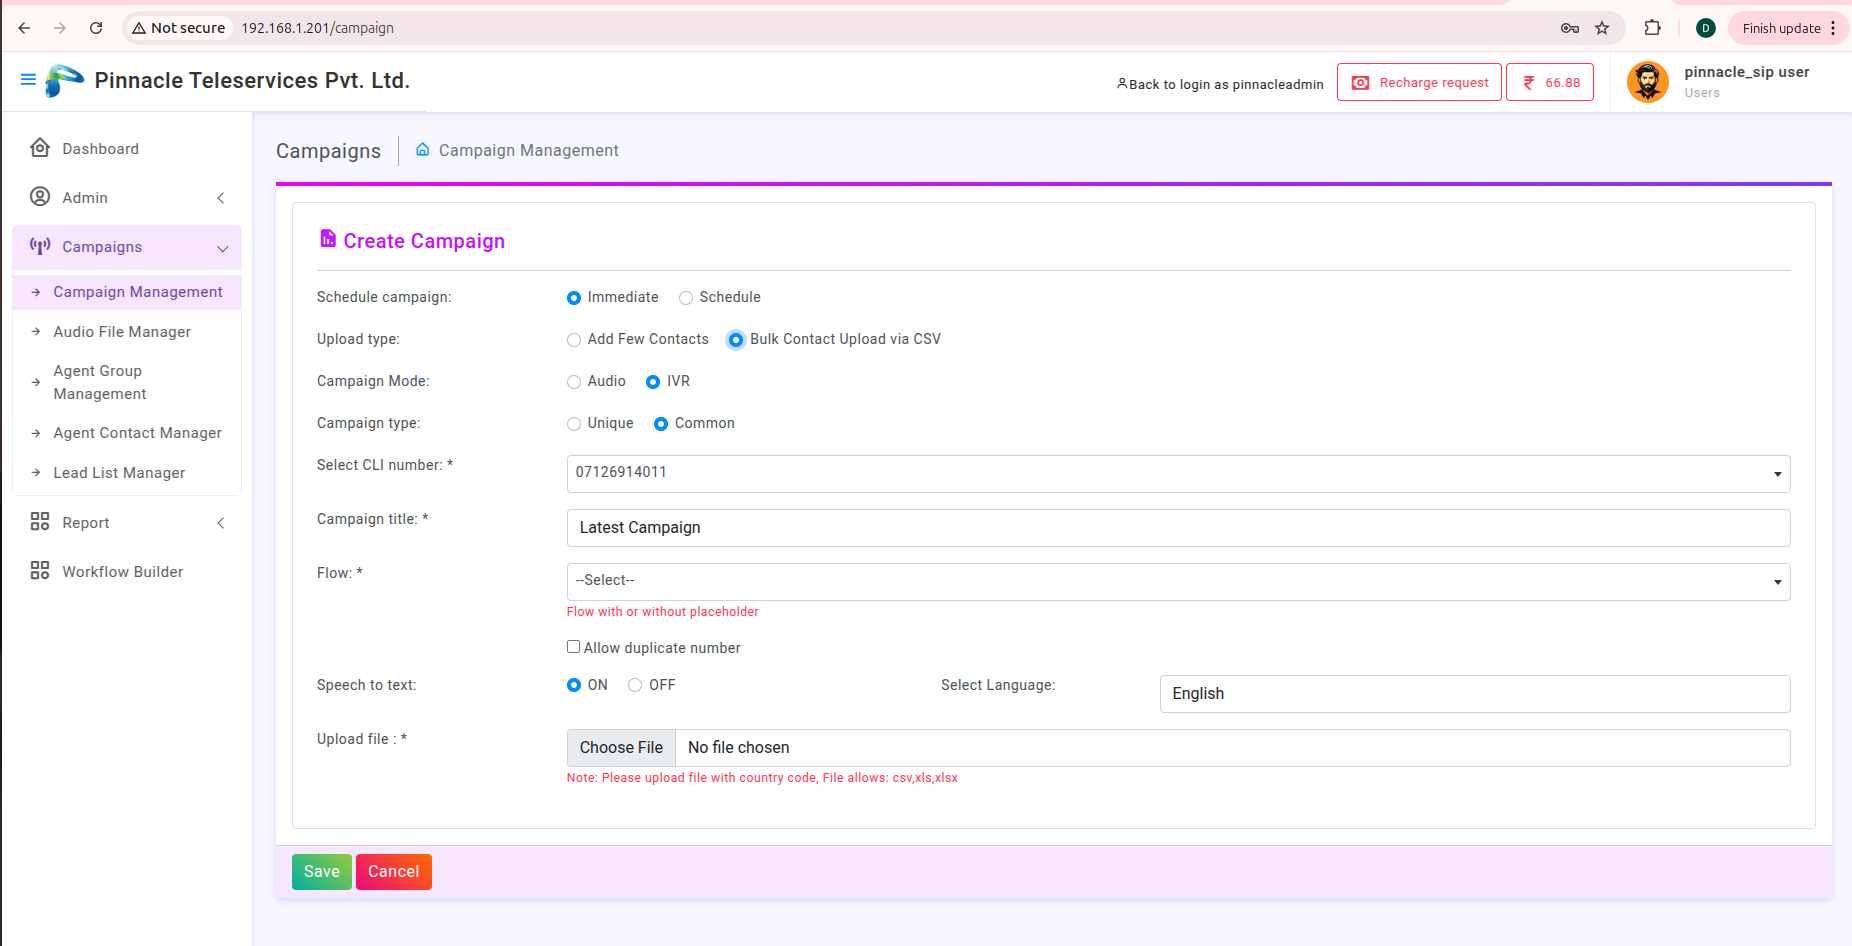 Not secure 192.168.1.201/campaign
D
Finish update
Pinnacle Teleservices Pvt. Ltd.
Back to login as pinnacleadmin
Recharge request
₹ 66.88
pinnacle_sip user
Users
Dashboard
Admin
Campaigns
Campaign Management
Audio File Manager
Agent Group
Management
Agent Contact Manager
Lead List Manager
Report
Workflow Builder
Campaigns
Campaign Management
Create Campaign
Schedule campaign: Immediate Schedule
Upload type: Add Few Contacts Bulk Contact Upload via CSV
Campaign Mode: Audio IVR
Campaign type: Unique Common
Select CLI number: * 07126914011
Campaign title: * Latest Campaign
Flow: * --Select--
Flow with or without placeholder
Allow duplicate number
Speech to text: ON OFF Select Language: English
Upload file : * Choose File No file chosen
Note: Please upload file with country code, File allows: csv,xls,xlsx
Save Cancel